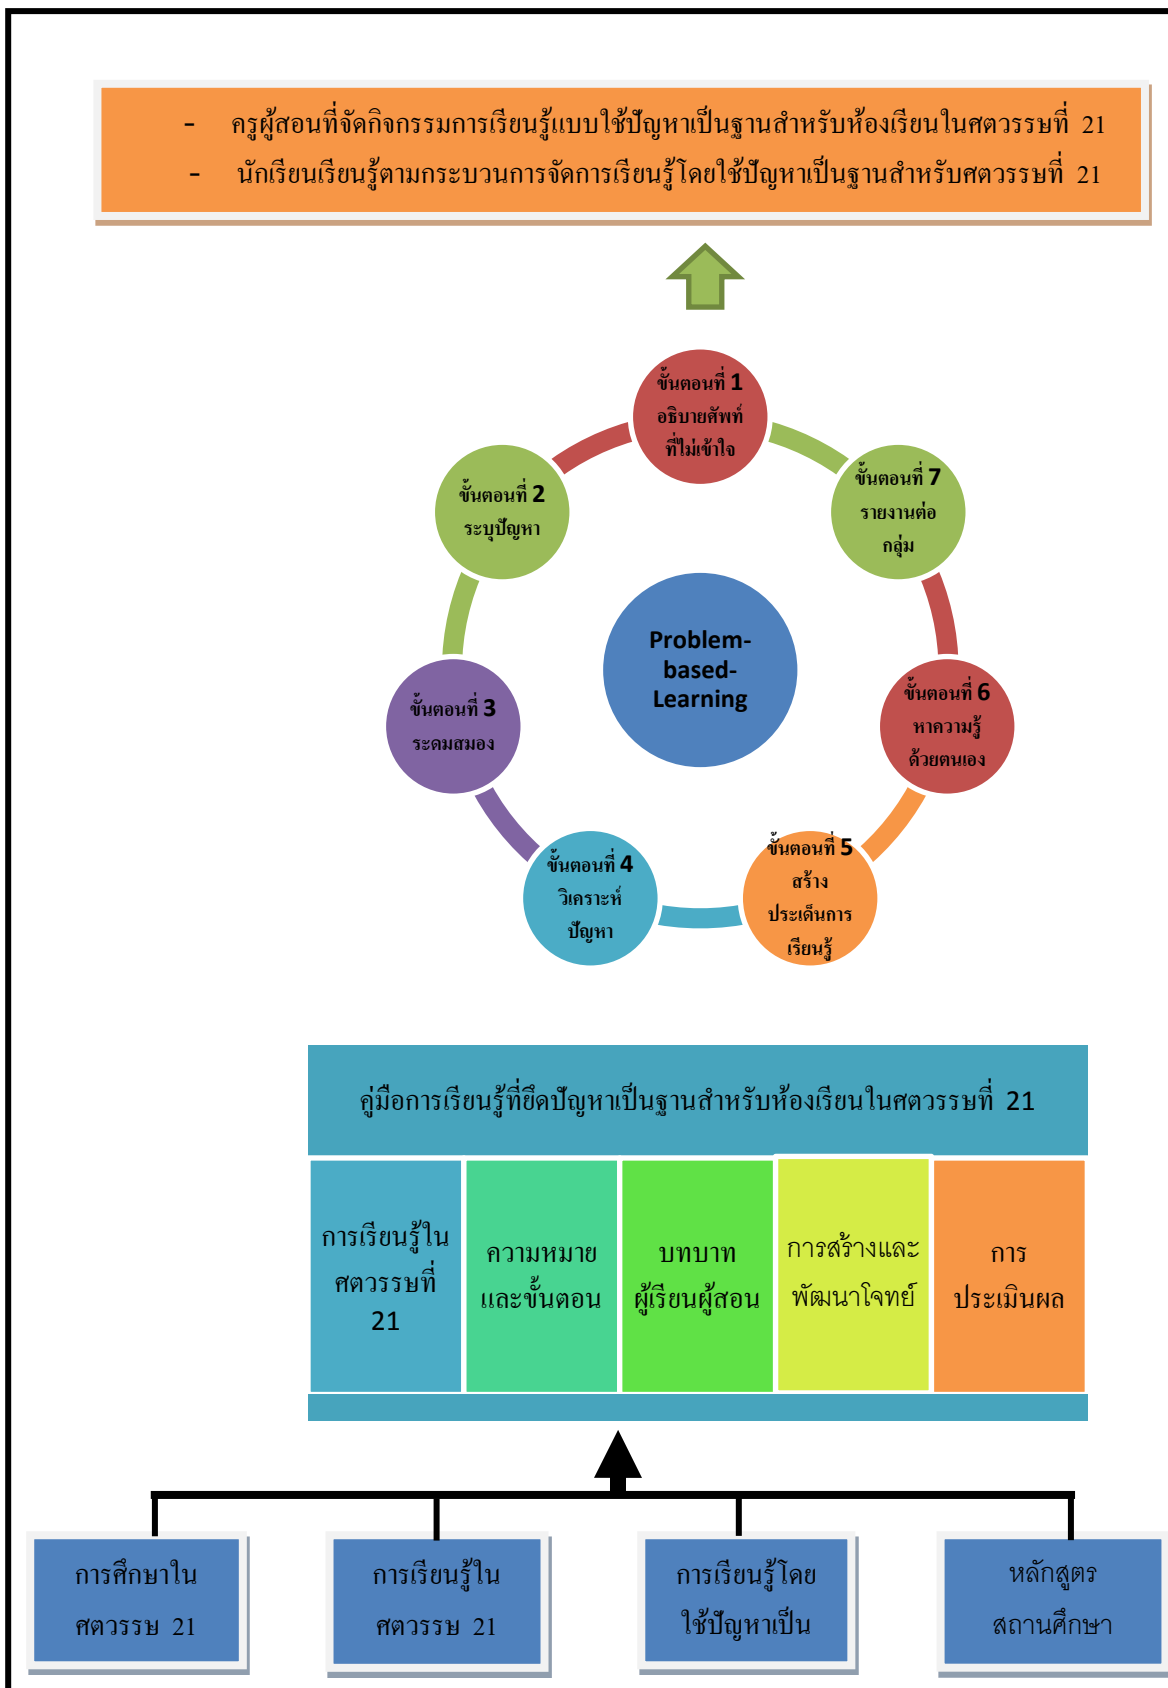 - ครูผู้สอนที่จัดกิจกรรมการเรียนรู้แบบใช้ปัญหาเป็นฐานสำหรับห้องเรียนในศตวรรษที่ 21
- นักเรียนเรียนรู้ตามกระบวนการจัดการเรียนรู้โดยใช้ปัญหาเป็นฐานสำหรับศตวรรษที่ 21
ขั้นตอนที่ 1
อธิบายศัพท์
ที่ไม่เข้าใจ
ขั้นตอนที่ 2
ระบุปัญหา
ขั้นตอนที่ 3
ระดมสมอง
ขั้นตอนที่ 4
วิเคราะห์
ปัญหา
ขั้นตอนที่ 5
สร้าง
ประเด็นการ
เรียนรู้
ขั้นตอนที่ 6
หาความรู้
ด้วยตนเอง
ขั้นตอนที่ 7
รายงานต่อ
กลุ่ม
Problem-
based-
Learning
คู่มือการเรียนรู้ที่ยึดปัญหาเป็นฐานสำหรับห้องเรียนในศตวรรษที่ 21
การเรียนรู้ใน
ศตวรรษที่
21
ความหมาย
และขั้นตอน
บทบาท
ผู้เรียนผู้สอน
การสร้างและ
พัฒนาโจทย์
การ
ประเมินผล
การศึกษาใน
ศตวรรษ 21
การเรียนรู้ใน
ศตวรรษ 21
การเรียนรู้โดย
ใช้ปัญหาเป็น
หลักสูตร
สถานศึกษา